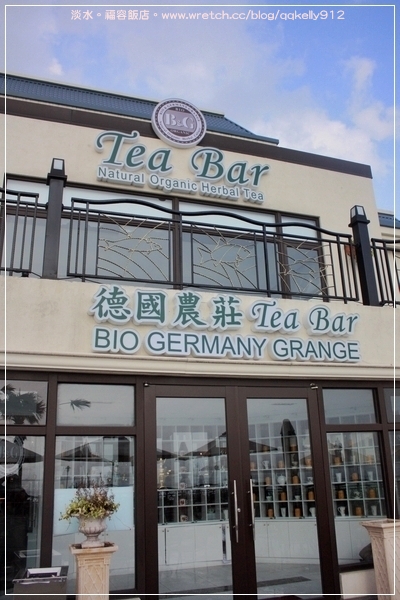 淡水。福容飯店。www.wretch.cc/blog/qqkelly912
B&G
Tea Bar
Natural Organic Herbal Tea
德國農莊 Tea Bar
BIO GERMANY GRANGE